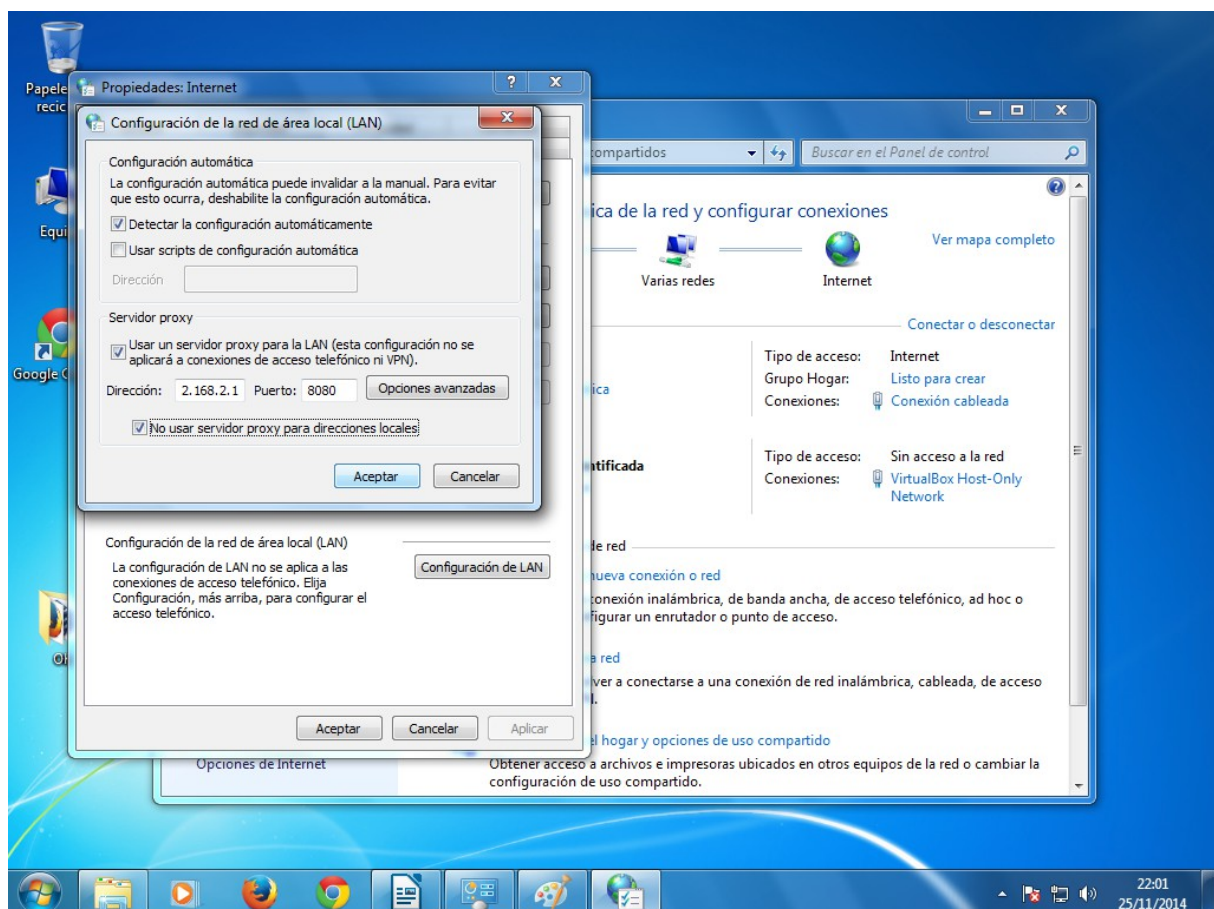 Papele
recic
Equi
Google C
Propiedades: Internet
Configuración de la red de área local (LAN)
Configuración automática
La configuración automática puede invalidar a la manual. Para evitar
que esto ocurra, deshabilite la configuración automática.
Detectar la configuración automáticamente
Usar scripts de configuración automática
Dirección
Servidor proxy
Usar un servidor proxy para la LAN (esta configuración no se
aplicará a conexiones de acceso telefónico ni VPN).
Dirección: 2.168.2.1 Puerto: 8080 Opciones avanzadas
No usar servidor proxy para direcciones locales
Aceptar Cancelar
Configuración de la red de área local (LAN)
La configuración de LAN no se aplica a las
conexiones de acceso telefónico. Elija
Configuración, más arriba, para configurar el
acceso telefónico.
Configuración de LAN
Aceptar Cancelar Aplicar
compartidos
Buscar en el Panel de control
ica de la red y configurar conexiones
Ver mapa completo
Varias redes Internet
Conectar o desconectar
Tipo de acceso: Internet
Grupo Hogar: Listo para crear
ica
Conexiones: Conexión cableada
ntificada
Tipo de acceso: Sin acceso a la red
Conexiones: VirtualBox Host-Only
Network
de red
nueva conexión o red
conexión inalámbrica, de banda ancha, de acceso telefónico, ad hoc o
figurar un enrutador o punto de acceso.
a red
ver a conectarse a una conexión de red inalámbrica, cableada, de acceso
l.
el hogar y opciones de uso compartido
Opciones de Internet
Obtener acceso a archivos e impresoras ubicados en otros equipos de la red o cambiar la
configuración de uso compartido.
22:01
25/11/2014